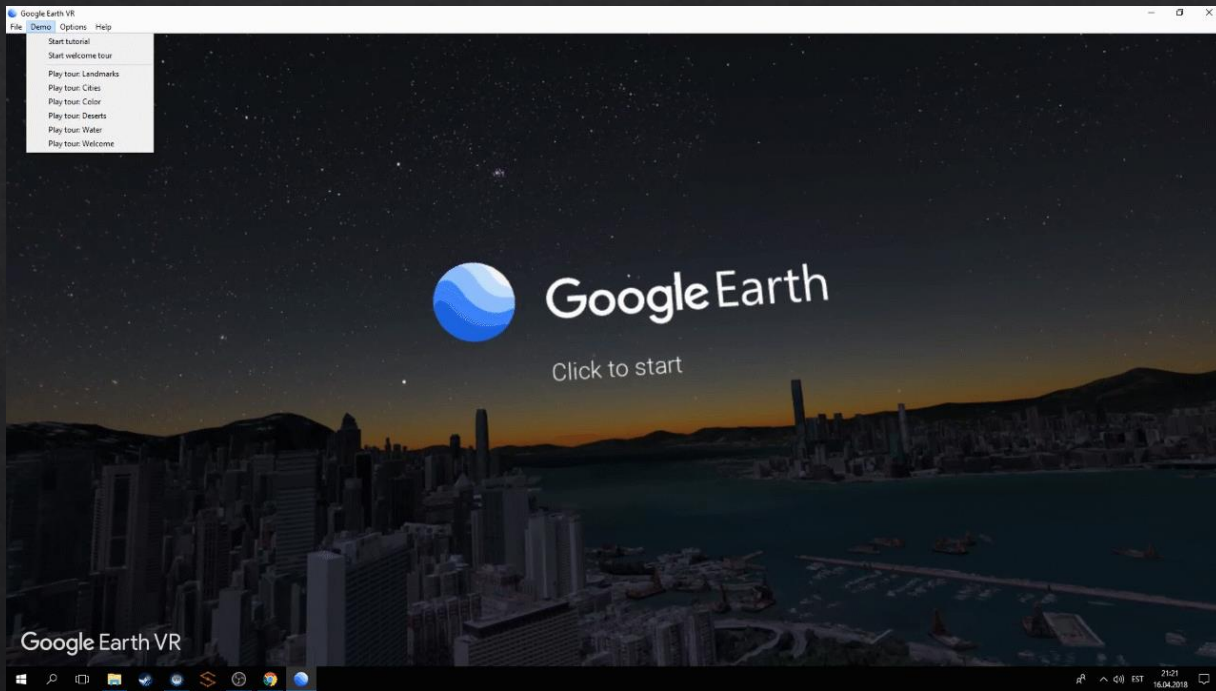 Google Earth VR
File Demo Options Help
Start tutorial
Start welcome tour
Play tour: Landmarks
Play tour: Cities
Play tour: Color
Play tour: Deserts
Play tour: Water
Play tour: Welcome
Google Earth
Click to start
Google Earth VR
EST
21:21
16.04.2018